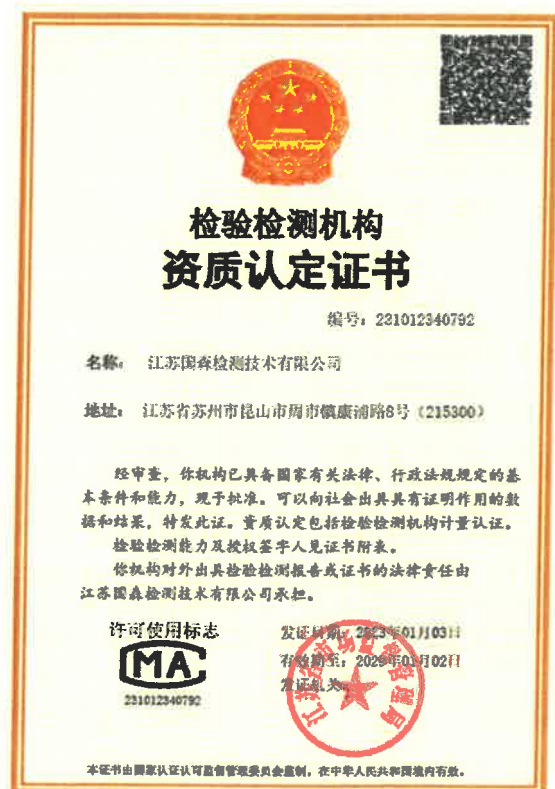 检验检测机构
资质认定证书
编号：231012340792
名称：江苏国森检测技术有限公司
地址：江苏省苏州市昆山市周市镇康浦路8号（215300）
经审查，你机构已具备国家有关法律、行政法规规定的基
本条件和能力，现予批准。可以向社会出具具有证明作用的数
据和结果，特发此证。资质认定包括检验检测机构计量认证。
检验检测能力及授权签字人见证书附表。
你机构对外出具检验检测报告或证书的法律责任由
江苏国森检测技术有限公司承担。
许可使用标志
MA
231012340792
发证日期：2023年01月03日
有效期至：2029年01月02日
发证机关：
江苏省市场监督管理局
本证书由国家认证认可监督管理委员会监制，在中华人民共和国境内有效。